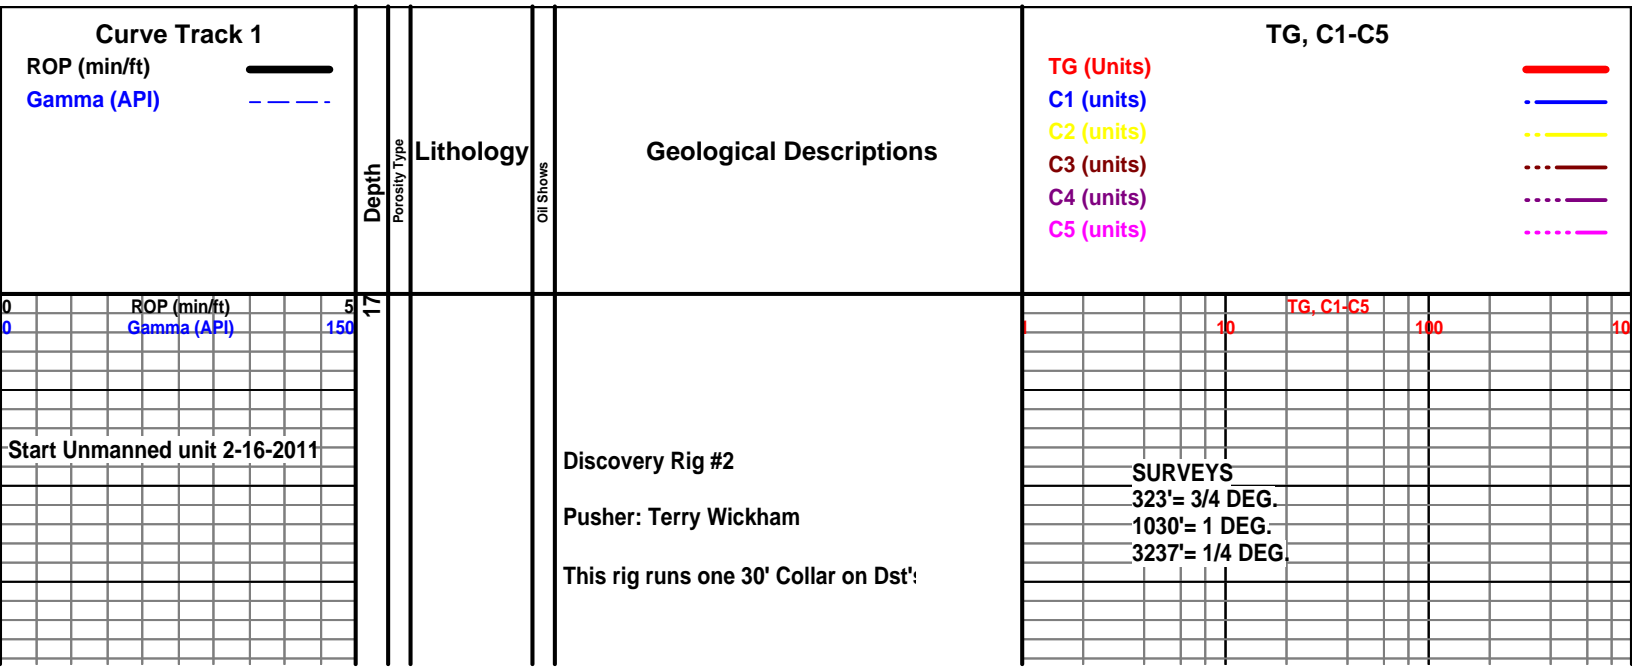 Curve Track 1
ROP (min/ft)
Gamma (API)
Depth
Porosity Type
Lithology
Oil Shows
Geological Descriptions
TG, C1-C5
TG (Units)
C1 (units)
C2 (units)
C3 (units)
C4 (units)
C5 (units)
0 ROP (min/ft) 5
0 Gamma (API) 150
17
TG, C1-C5
1 10 100 10
Start Unmanned unit 2-16-2011
Discovery Rig #2
Pusher: Terry Wickham
This rig runs one 30' Collar on Dst's
SURVEYS
323'= 3/4 DEG.
1030'= 1 DEG.
3237'= 1/4 DEG.